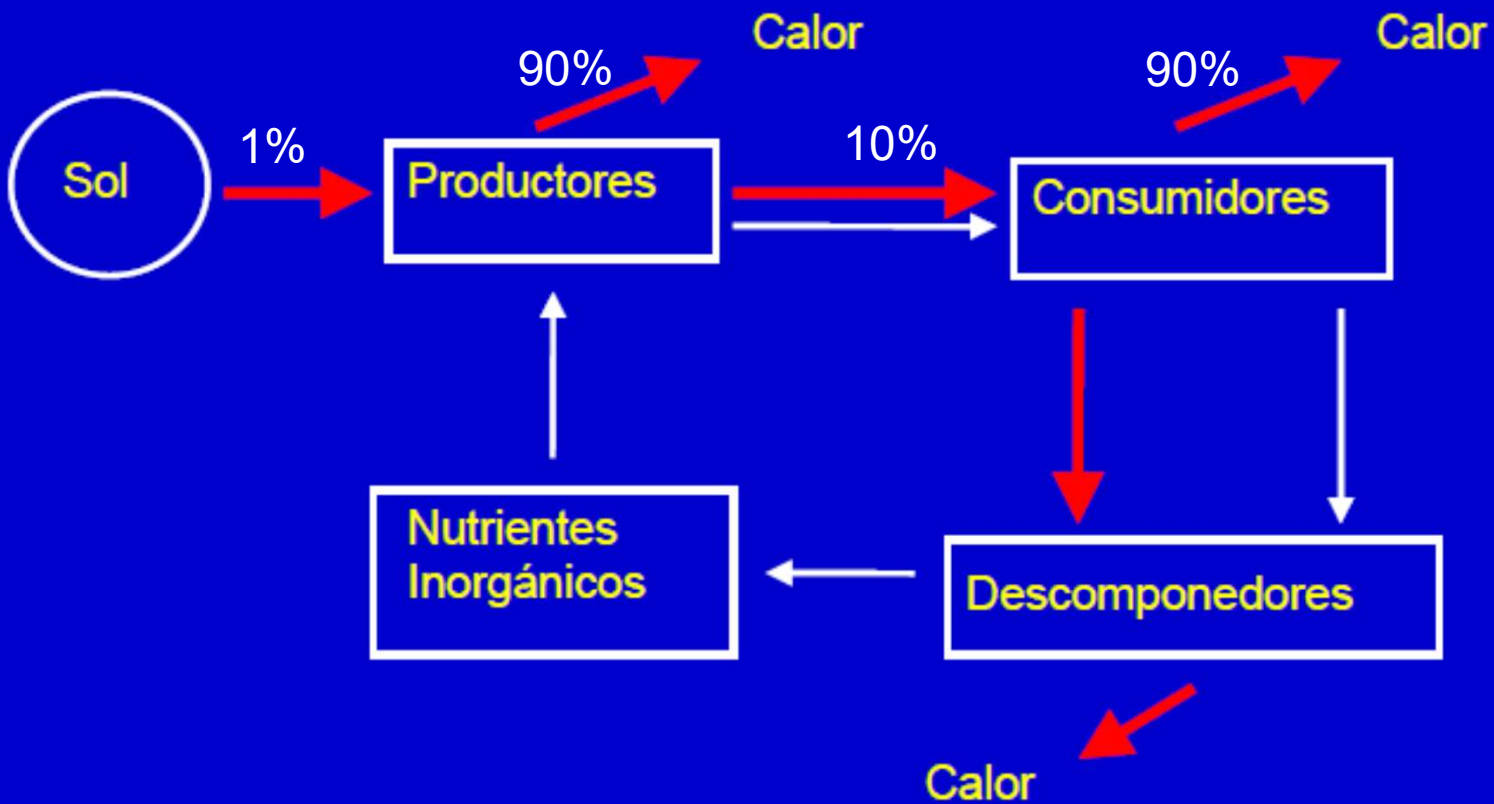 Calor
Calor
90%
90%
1%
10%
Sol
Productores
Consumidores
Nutrientes
Inorgánicos
Descomponedores
Calor